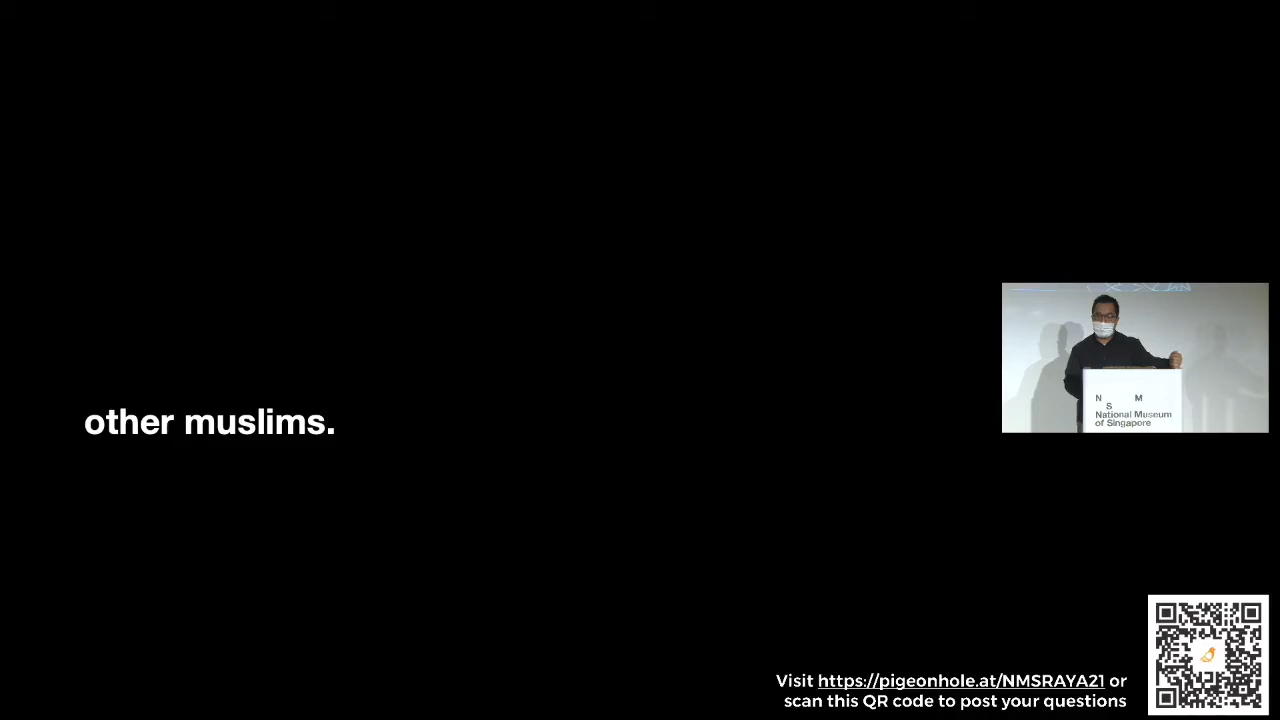 other muslims.
N M
S
National Museum
of Singapore
Visit https://pigeonhole.at/NMSRAYA21 or
scan this QR code to post your questions